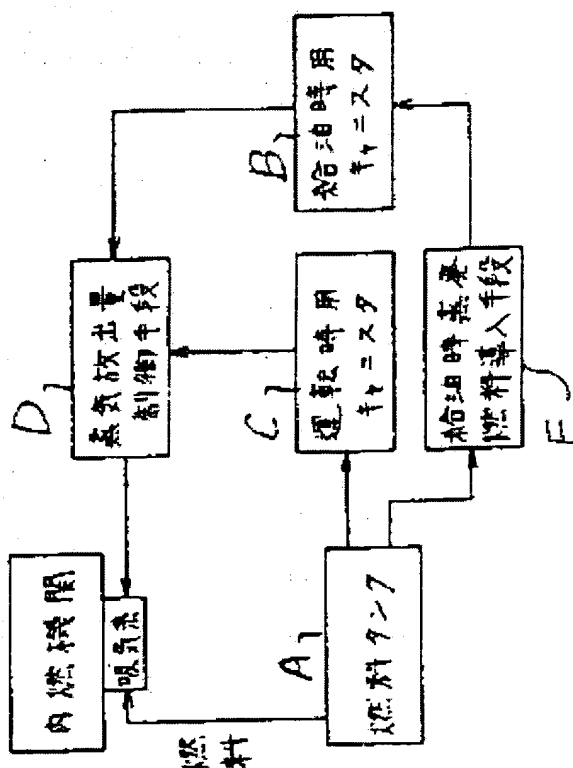 内燃機関
吸気系
燃料
D
蒸気放出量
制御手段
A
燃料タンク
C
運転時用
キャニスタ
B
給油時用
キャニスタ
給油時蒸発
燃料導入手段
E